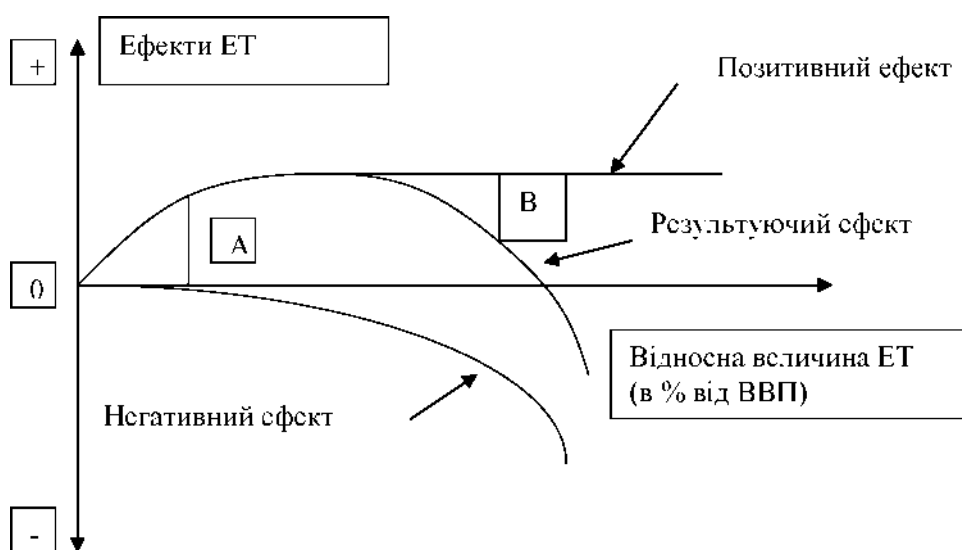 +
Ефекти ЕТ
Позитивний ефект
В
А
Результуючий ефект
0
Відносна величина ЕТ
(в % від ВВП)
Негативний ефект
-